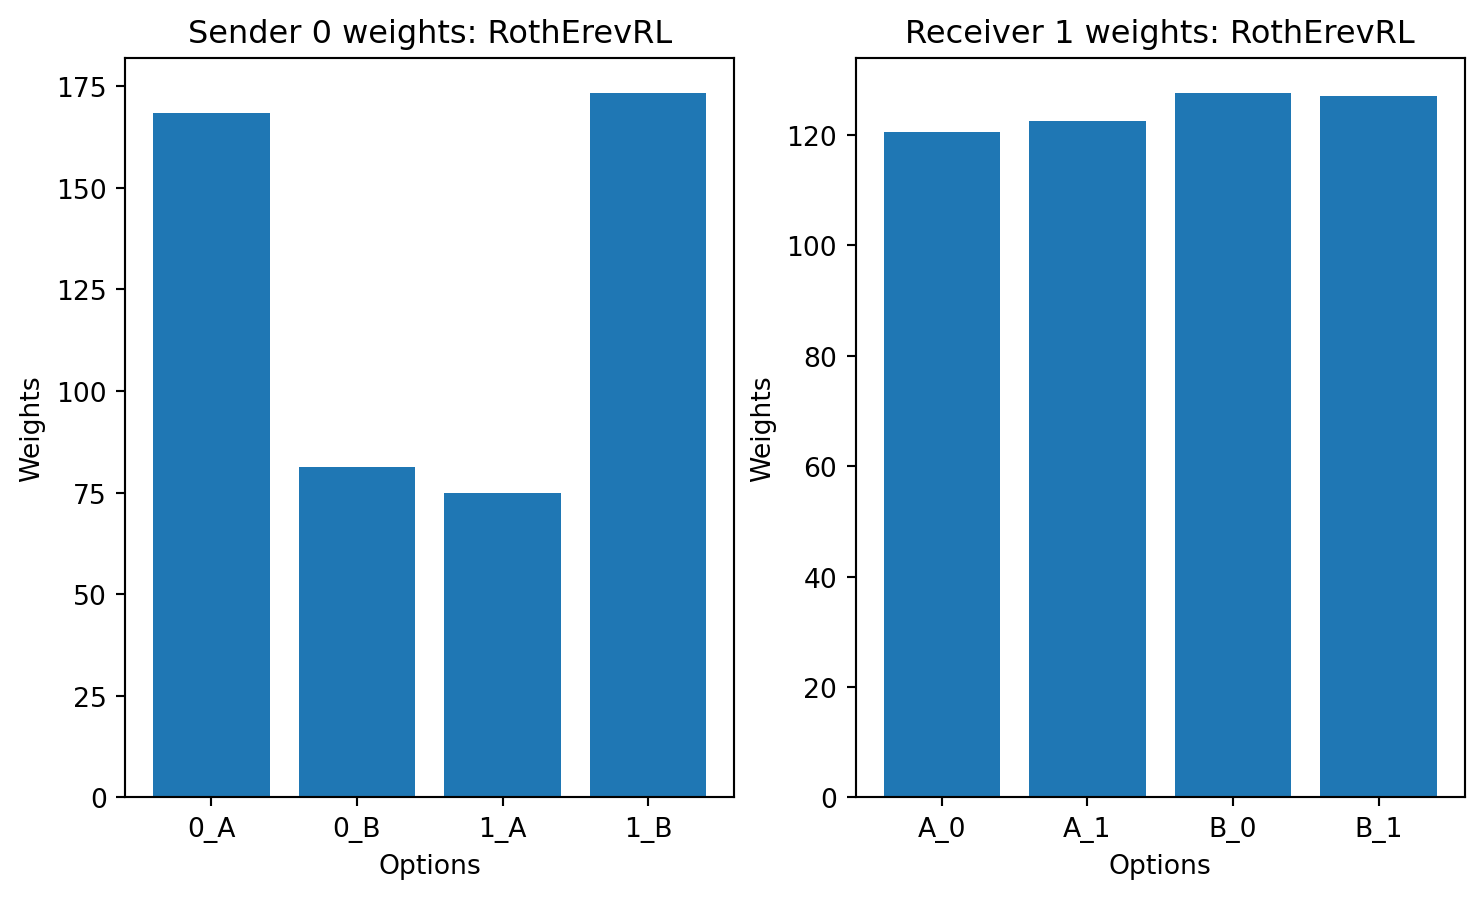 Sender 0 weights: RothErevRL
175
150
125
100
75
50
25
0
Weights
0_A 0_B 1_A 1_B
Options
Receiver 1 weights: RothErevRL
120
100
80
60
40
20
0
Weights
A_0 A_1 B_0 B_1
Options